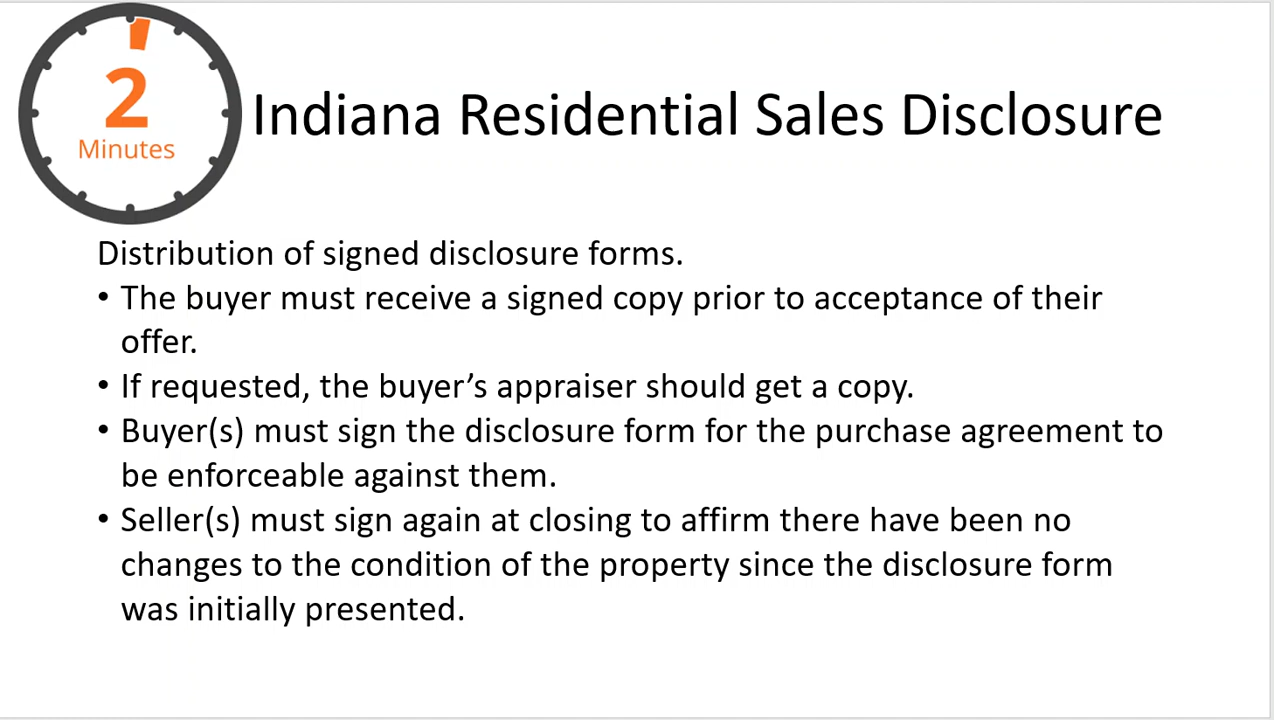 2
Minutes
Indiana Residential Sales Disclosure
Distribution of signed disclosure forms.
• The buyer must receive a signed copy prior to acceptance of their
offer.
• If requested, the buyer’s appraiser should get a copy.
• Buyer(s) must sign the disclosure form for the purchase agreement to
be enforceable against them.
• Seller(s) must sign again at closing to affirm there have been no
changes to the condition of the property since the disclosure form
was initially presented.